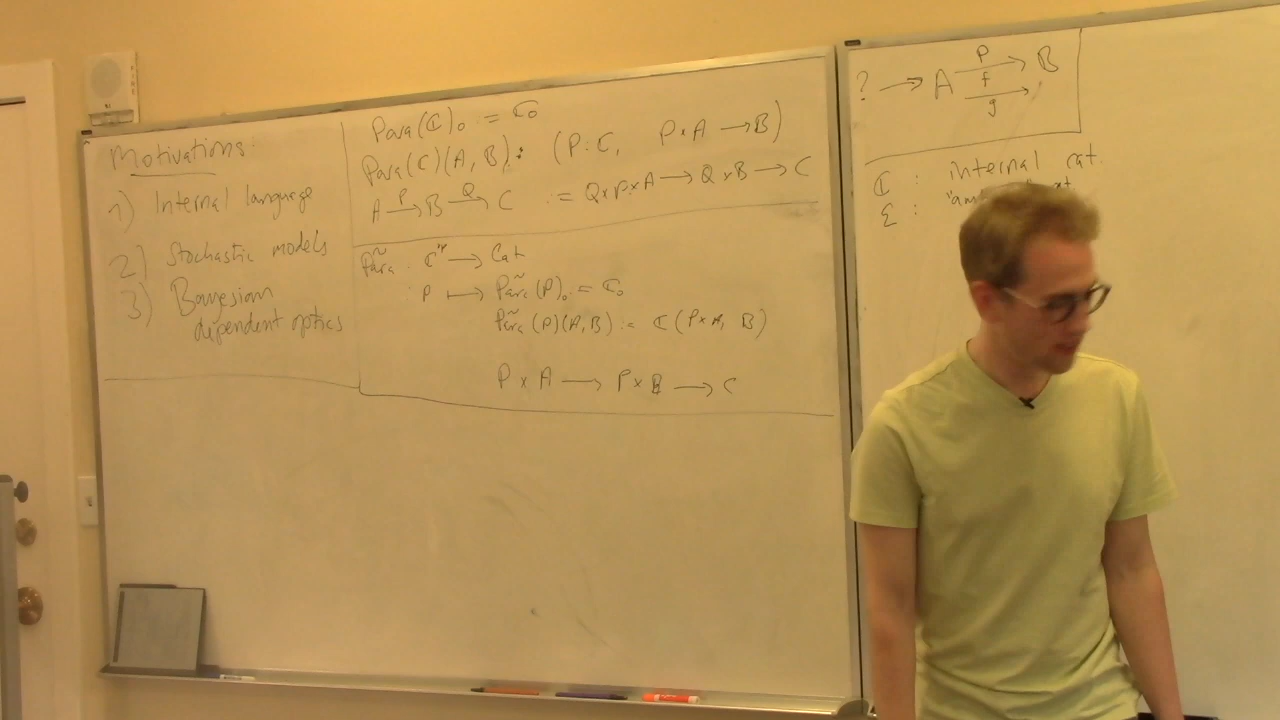 Motivations:
1) Internal language
2) Stochastic models
3) Bayesian
dependent optics
Para(ℂ)₀ := ℂ₀
Para(C)(A, B): (P:C, P×A → B)
A —P→ B —Q→ C := Q×P×A → Q×B → C
P̃ara : ℂᵒᵖ → Cat
P ↦ P̃ara(P)₀ := ℂ₀
P̃ara(P)(A,B) := ℂ(P×A, B)
P × A → P × B → C
? → A B
P
f
g
ℂ : internal cat.
ℰ :